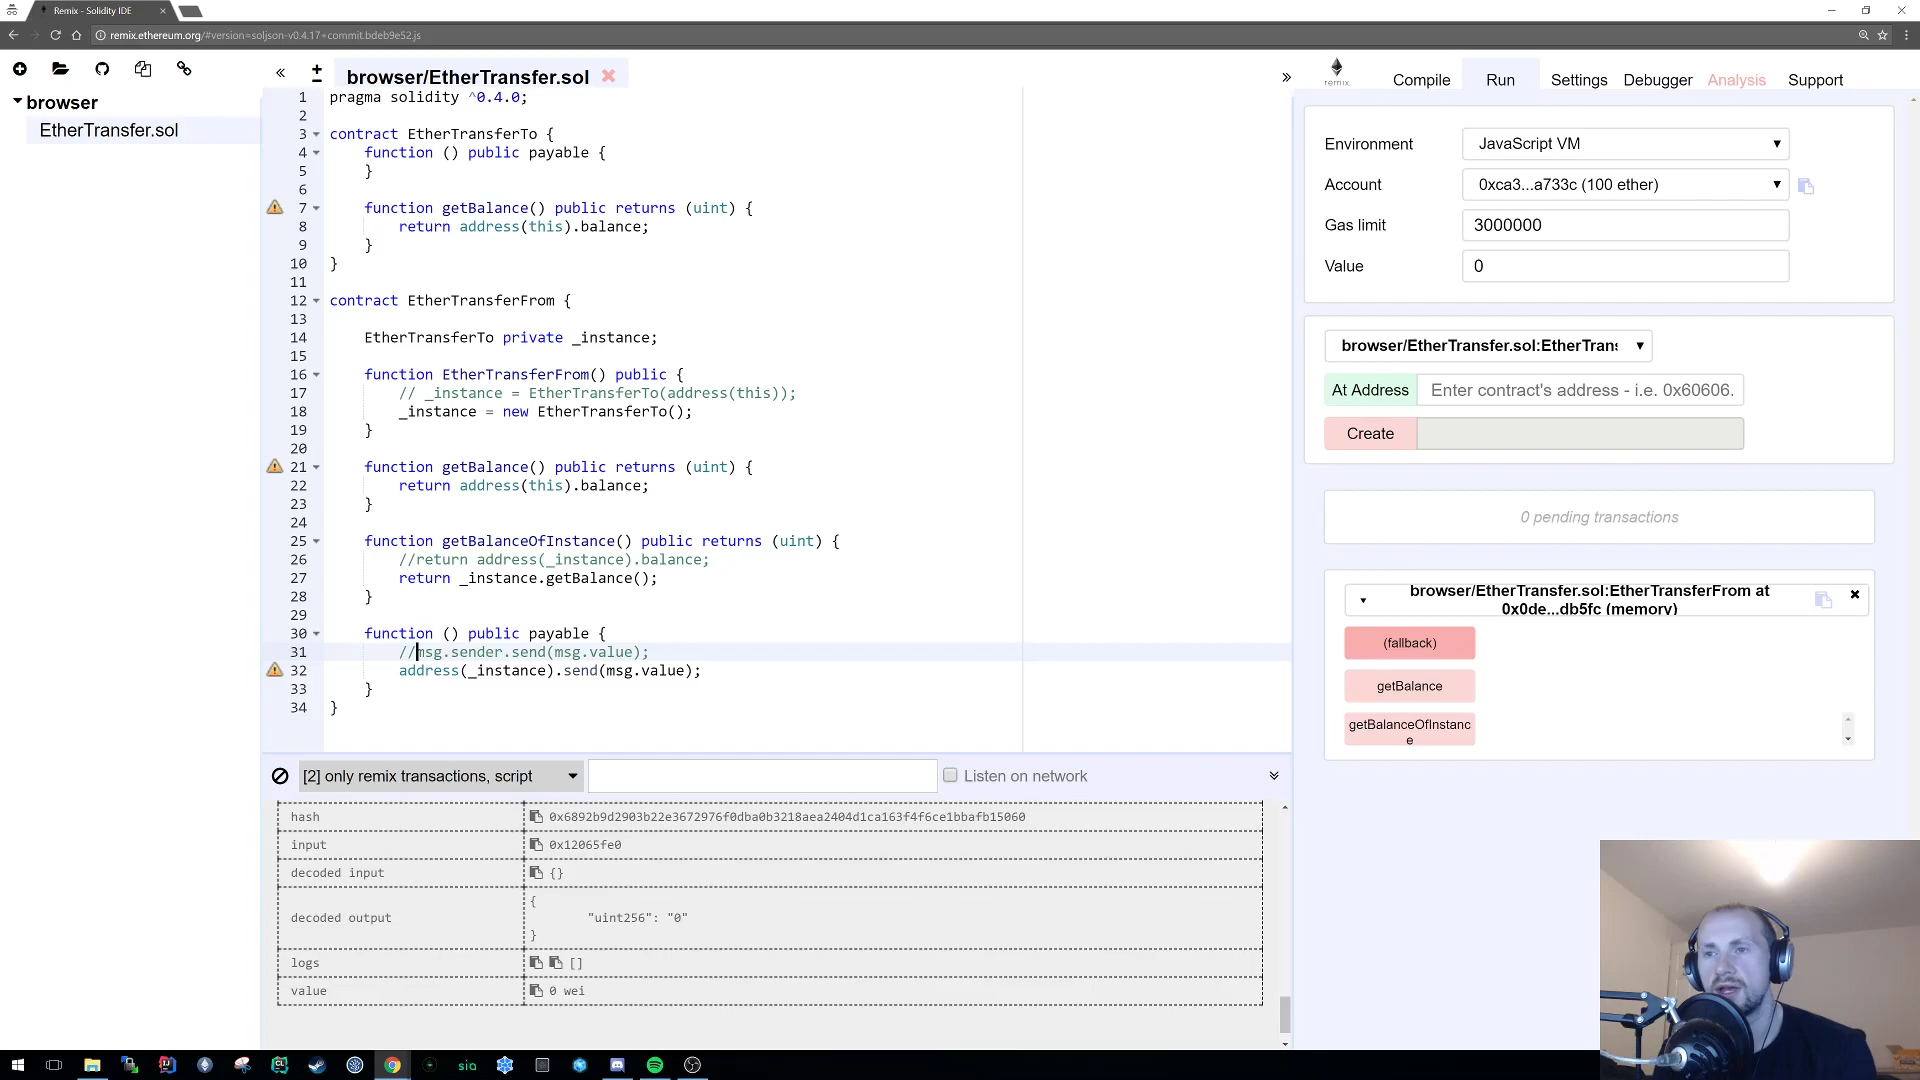 Remix - Solidity IDE
remix.ethereum.org/#version=soljson-v0.4.17+commit.bdeb9e52.js
browser
EtherTransfer.sol
browser/EtherTransfer.sol
1 pragma solidity ^0.4.0;
2
3 contract EtherTransferTo {
4 function () public payable {
5 }
6
7 function getBalance() public returns (uint) {
8 return address(this).balance;
9 }
10 }
11
12 contract EtherTransferFrom {
13
14 EtherTransferTo private _instance;
15
16 function EtherTransferFrom() public {
17 // _instance = EtherTransferTo(address(this));
18 _instance = new EtherTransferTo();
19 }
20
21 function getBalance() public returns (uint) {
22 return address(this).balance;
23 }
24
25 function getBalanceOfInstance() public returns (uint) {
26 //return address(_instance).balance;
27 return _instance.getBalance();
28 }
29
30 function () public payable {
31 //msg.sender.send(msg.value);
32 address(_instance).send(msg.value);
33 }
34 }
[2] only remix transactions, script
Listen on network
hash 0x6892b9d2903b22e3672976f0dba0b3218aea2404d1ca163f4f6ce1bbafb15060
input 0x12065fe0
decoded input {}
decoded output {
"uint256": "0"
}
logs []
value 0 wei
remix
Compile Run Settings Debugger Analysis Support
Environment JavaScript VM
Account 0xca3...a733c (100 ether)
Gas limit 3000000
Value 0
browser/EtherTransfer.sol:EtherTrans
At Address Enter contract's address - i.e. 0x60606.
Create
0 pending transactions
browser/EtherTransfer.sol:EtherTransferFrom at
0x0de...db5fc (memory)
(fallback)
getBalance
getBalanceOfInstanc
e
sia